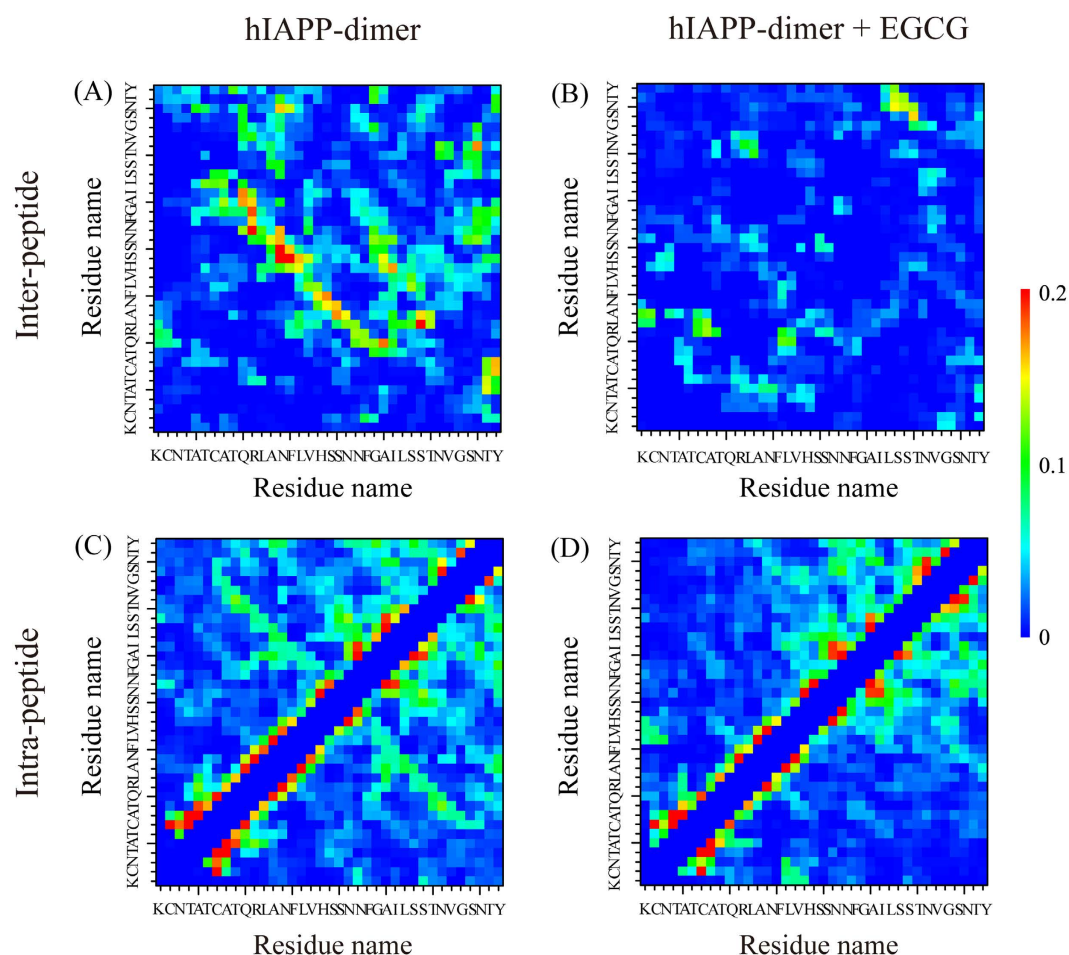 hIAPP-dimer
hIAPP-dimer + EGCG
Inter-peptide
(A)
Residue name
KCNTATCATQRLANFLVHSSNNFGAILSSTNVGSNTY
KCNTATCATQRLANFLVHSSNNFGAILSSTNVGSNTY
Residue name
(B)
Residue name
KCNTATCATQRLANFLVHSSNNFGAILSSTNVGSNTY
KCNTATCATQRLANFLVHSSNNFGAILSSTNVGSNTY
Residue name
0.2
0.1
0
Intra-peptide
(C)
Residue name
KCNTATCATQRLANFLVHSSNNFGAILSSTNVGSNTY
KCNTATCATQRLANFLVHSSNNFGAILSSTNVGSNTY
Residue name
(D)
Residue name
KCNTATCATQRLANFLVHSSNNFGAILSSTNVGSNTY
KCNTATCATQRLANFLVHSSNNFGAILSSTNVGSNTY
Residue name